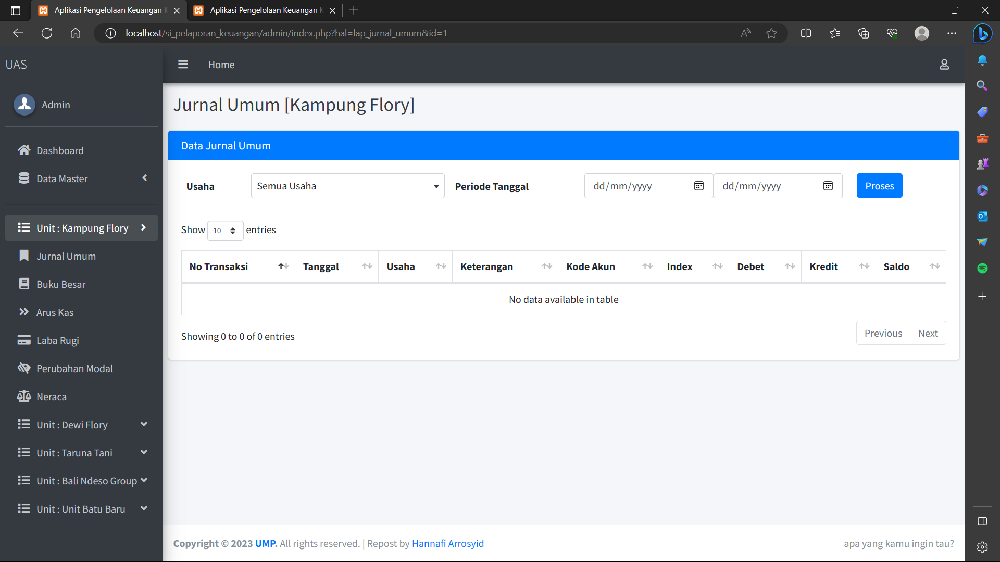 Aplikasi Pengelolaan Keuangan K
Aplikasi Pengelolaan Keuangan K
localhost/si_pelaporan_keuangan/admin/index.php?hal=lap_jurnal_umum&id=1
UAS
Home
Admin
Dashboard
Data Master
Unit : Kampung Flory
Jurnal Umum
Buku Besar
Arus Kas
Laba Rugi
Perubahan Modal
Neraca
Unit : Dewi Flory
Unit : Taruna Tani
Unit : Bali Ndeso Group
Unit : Unit Batu Baru
Jurnal Umum [Kampung Flory]
Data Jurnal Umum
Usaha Semua Usaha Periode Tanggal dd/mm/yyyy dd/mm/yyyy Proses
Show 10 entries
No Transaksi Tanggal Usaha Keterangan Kode Akun Index Debet Kredit Saldo
No data available in table
Showing 0 to 0 of 0 entries
Previous Next
Copyright © 2023 UMP. All rights reserved. | Repost by Hannafi Arrosyid
apa yang kamu ingin tau?